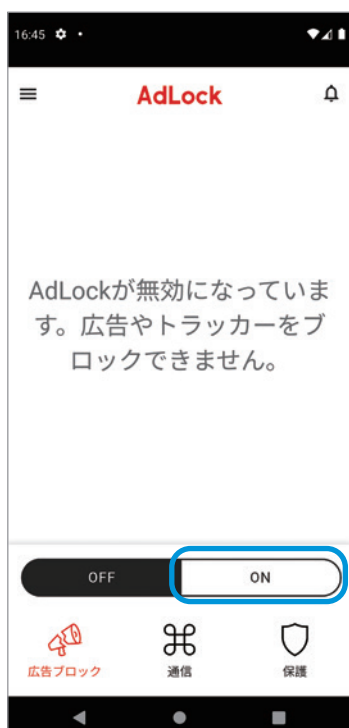 16:45
AdLock
AdLockが無効になっていま
す。広告やトラッカーをブ
ロックできません。
OFF ON
広告ブロック 通信 保護